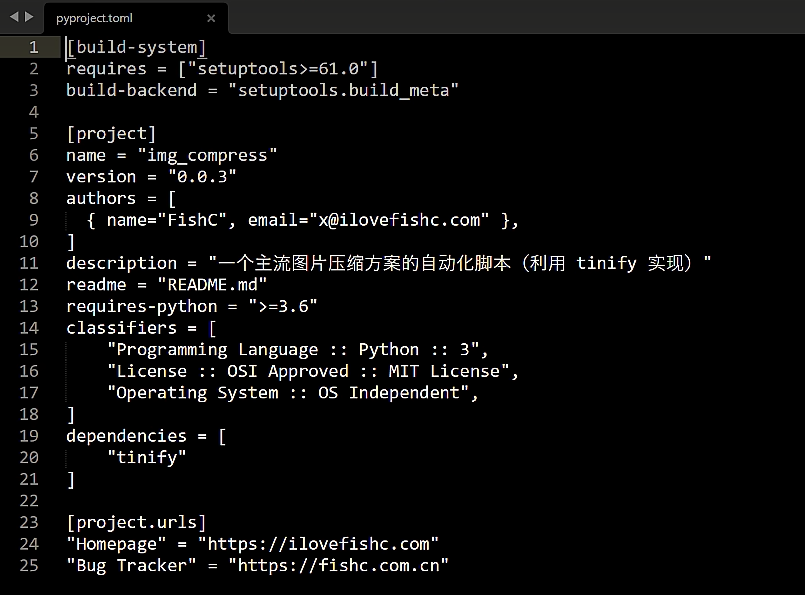 pyproject.toml
1 [build-system]
2 requires = ["setuptools>=61.0"]
3 build-backend = "setuptools.build_meta"
4
5 [project]
6 name = "img_compress"
7 version = "0.0.3"
8 authors = [
9   { name="FishC", email="x@ilovefishc.com" },
10 ]
11 description = "一个主流图片压缩方案的自动化脚本（利用 tinify 实现）"
12 readme = "README.md"
13 requires-python = ">=3.6"
14 classifiers = [
15     "Programming Language :: Python :: 3",
16     "License :: OSI Approved :: MIT License",
17     "Operating System :: OS Independent",
18 ]
19 dependencies = [
20     "tinify"
21 ]
22
23 [project.urls]
24 "Homepage" = "https://ilovefishc.com"
25 "Bug Tracker" = "https://fishc.com.cn"